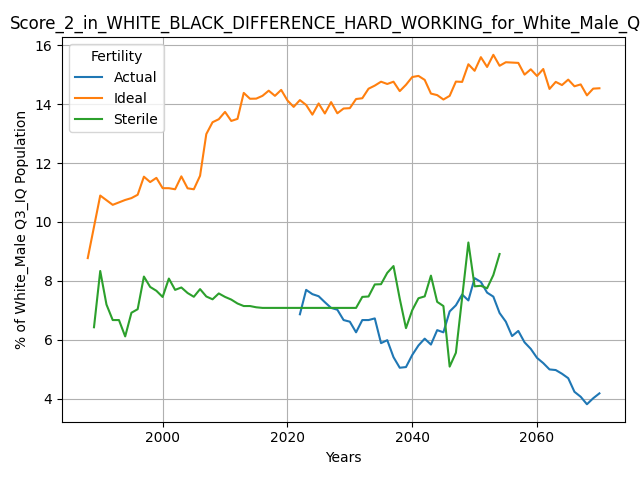 Score_2_in_WHITE_BLACK_DIFFERENCE_HARD_WORKING_for_White_Male_Q
Fertility
Actual
Ideal
Sterile
% of White_Male Q3_IQ Population
16
14
12
10
8
6
4
2000 2020 2040 2060
Years